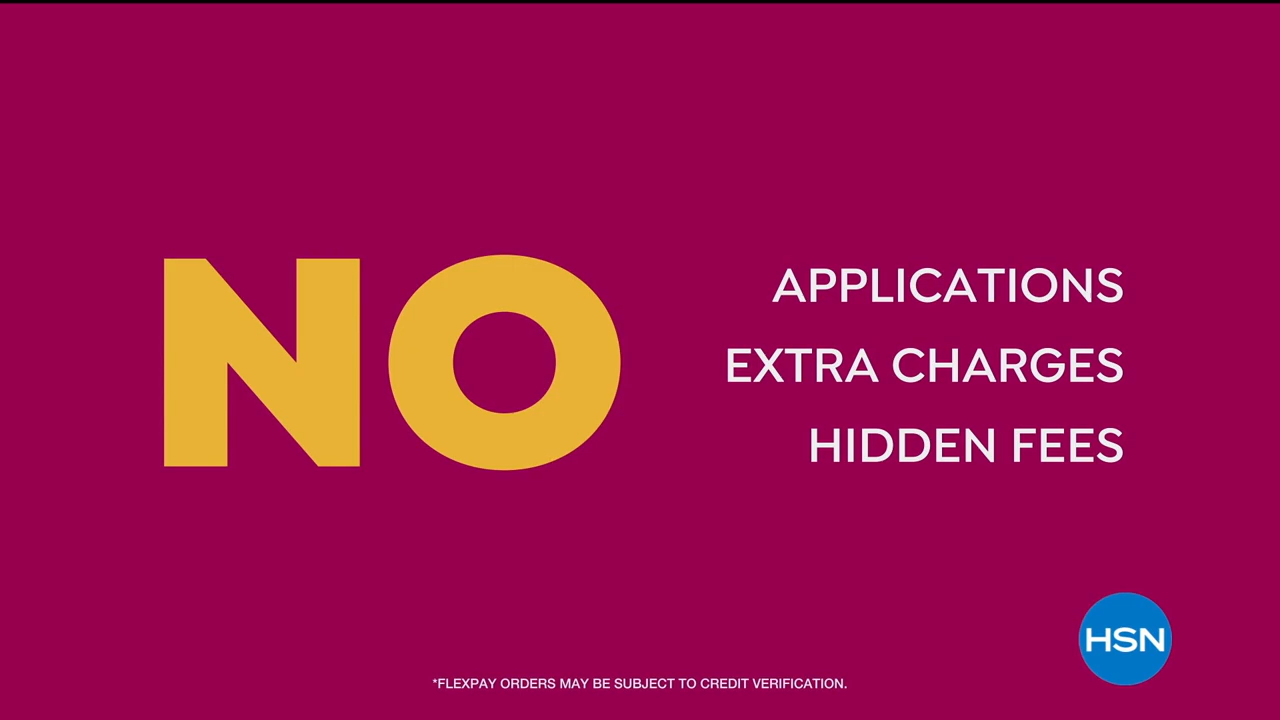 NO
APPLICATIONS
EXTRA CHARGES
HIDDEN FEES
HSN
*FLEXPAY ORDERS MAY BE SUBJECT TO CREDIT VERIFICATION.